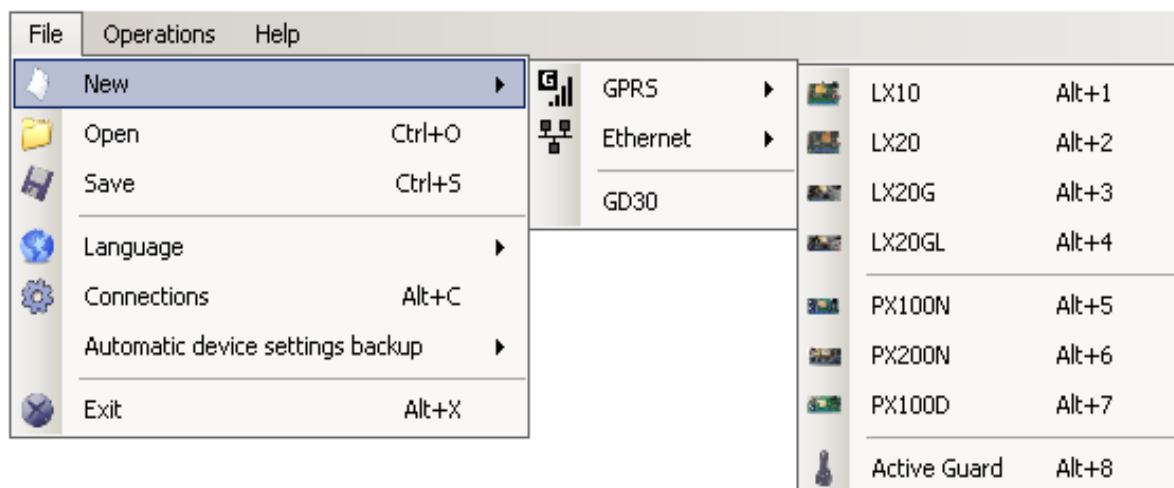 File Operations Help
New
Open Ctrl+O
Save Ctrl+S
Language
Connections Alt+C
Automatic device settings backup
Exit Alt+X
G
GPRS
Ethernet
GD30
LX10 Alt+1
LX20 Alt+2
LX20G Alt+3
LX20GL Alt+4
PX100N Alt+5
PX200N Alt+6
PX100D Alt+7
Active Guard Alt+8